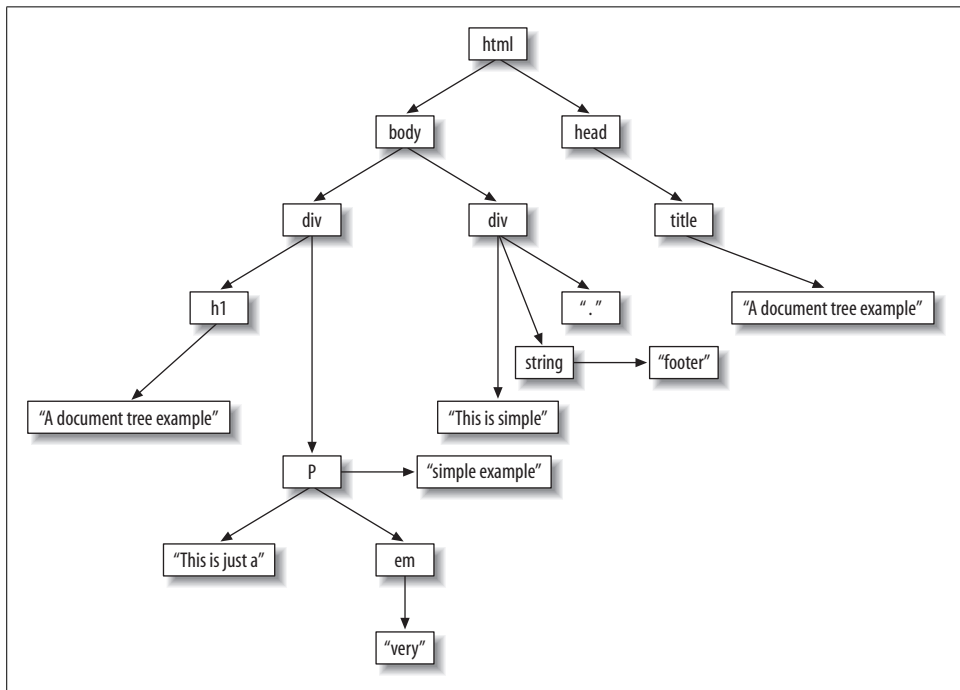 html
body
head
div
div
title
h1
“ . ”
“A document tree example”
string
“footer”
“A document tree example”
“This is simple”
P
“simple example”
“This is just a”
em
“very”